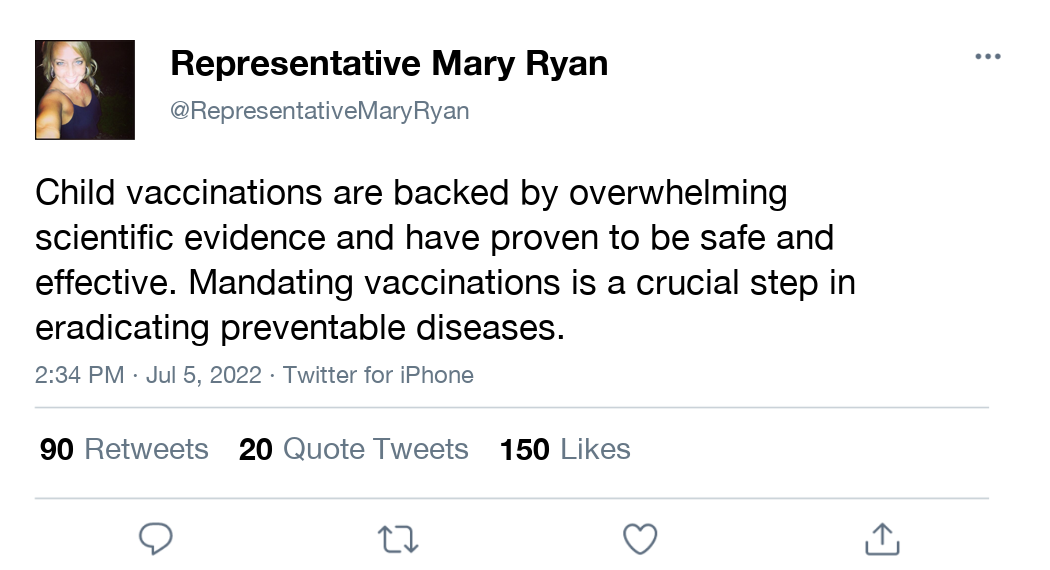 Representative Mary Ryan
@RepresentativeMaryRyan
Child vaccinations are backed by overwhelming
scientific evidence and have proven to be safe and
effective. Mandating vaccinations is a crucial step in
eradicating preventable diseases.
2:34 PM · Jul 5, 2022 · Twitter for iPhone
90 Retweets 20 Quote Tweets 150 Likes